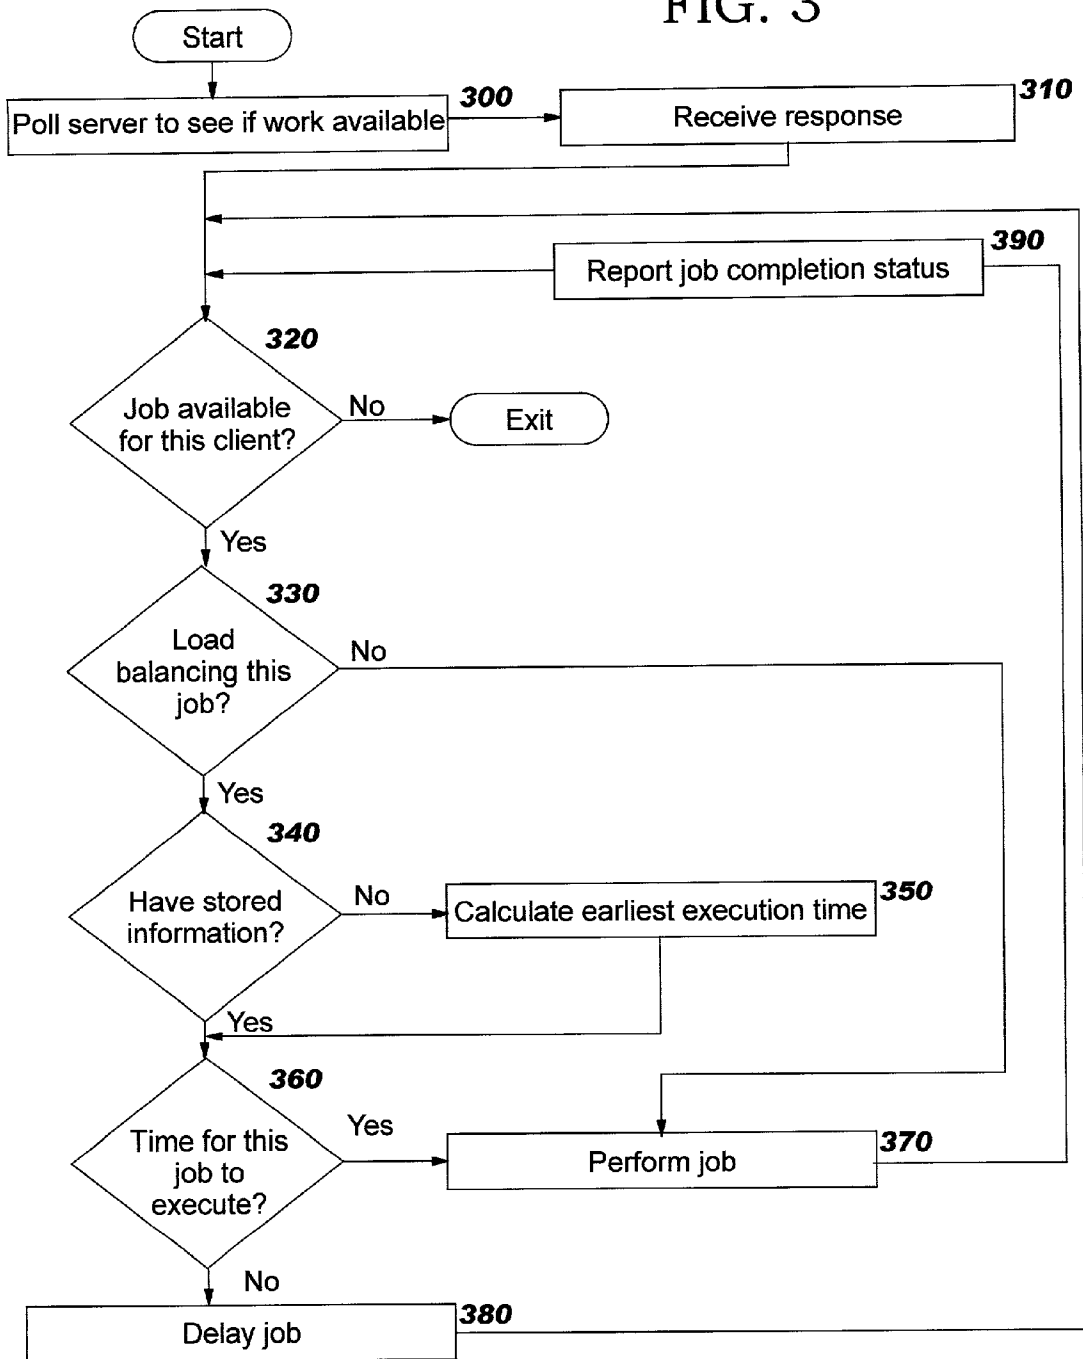 FIG. 3
Start
300
310
Poll server to see if work available
Receive response
390
Report job completion status
320
Job available
for this client?
No
Exit
Yes
330
Load
balancing this
job?
No
Yes
340
Have stored
information?
No
350
Calculate earliest execution time
Yes
360
Time for this
job to
execute?
Yes
370
Perform job
No
380
Delay job